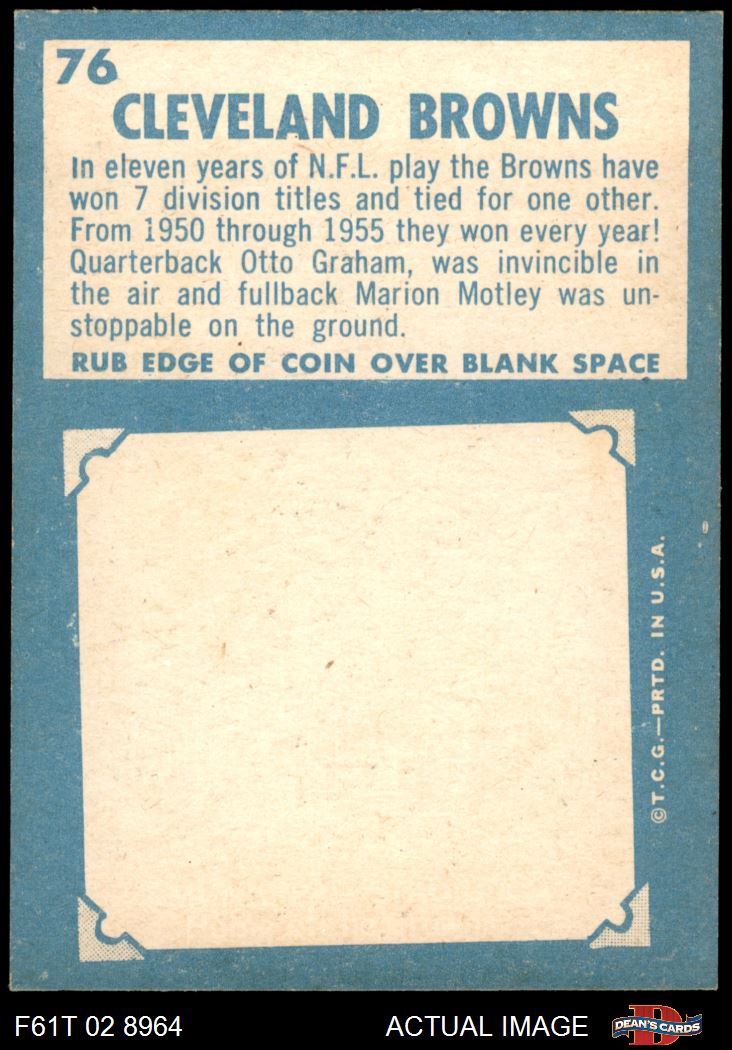 76
CLEVELAND BROWNS
In eleven years of N.F.L. play the Browns have
won 7 division titles and tied for one other.
From 1950 through 1955 they won every year!
Quarterback Otto Graham, was invincible in
the air and fullback Marion Motley was un-
stoppable on the ground.
RUB EDGE OF COIN OVER BLANK SPACE
©T.C.G.—PRTD. IN U.S.A.
F61T 02 8964
ACTUAL IMAGE
D
DEAN'S CARDS